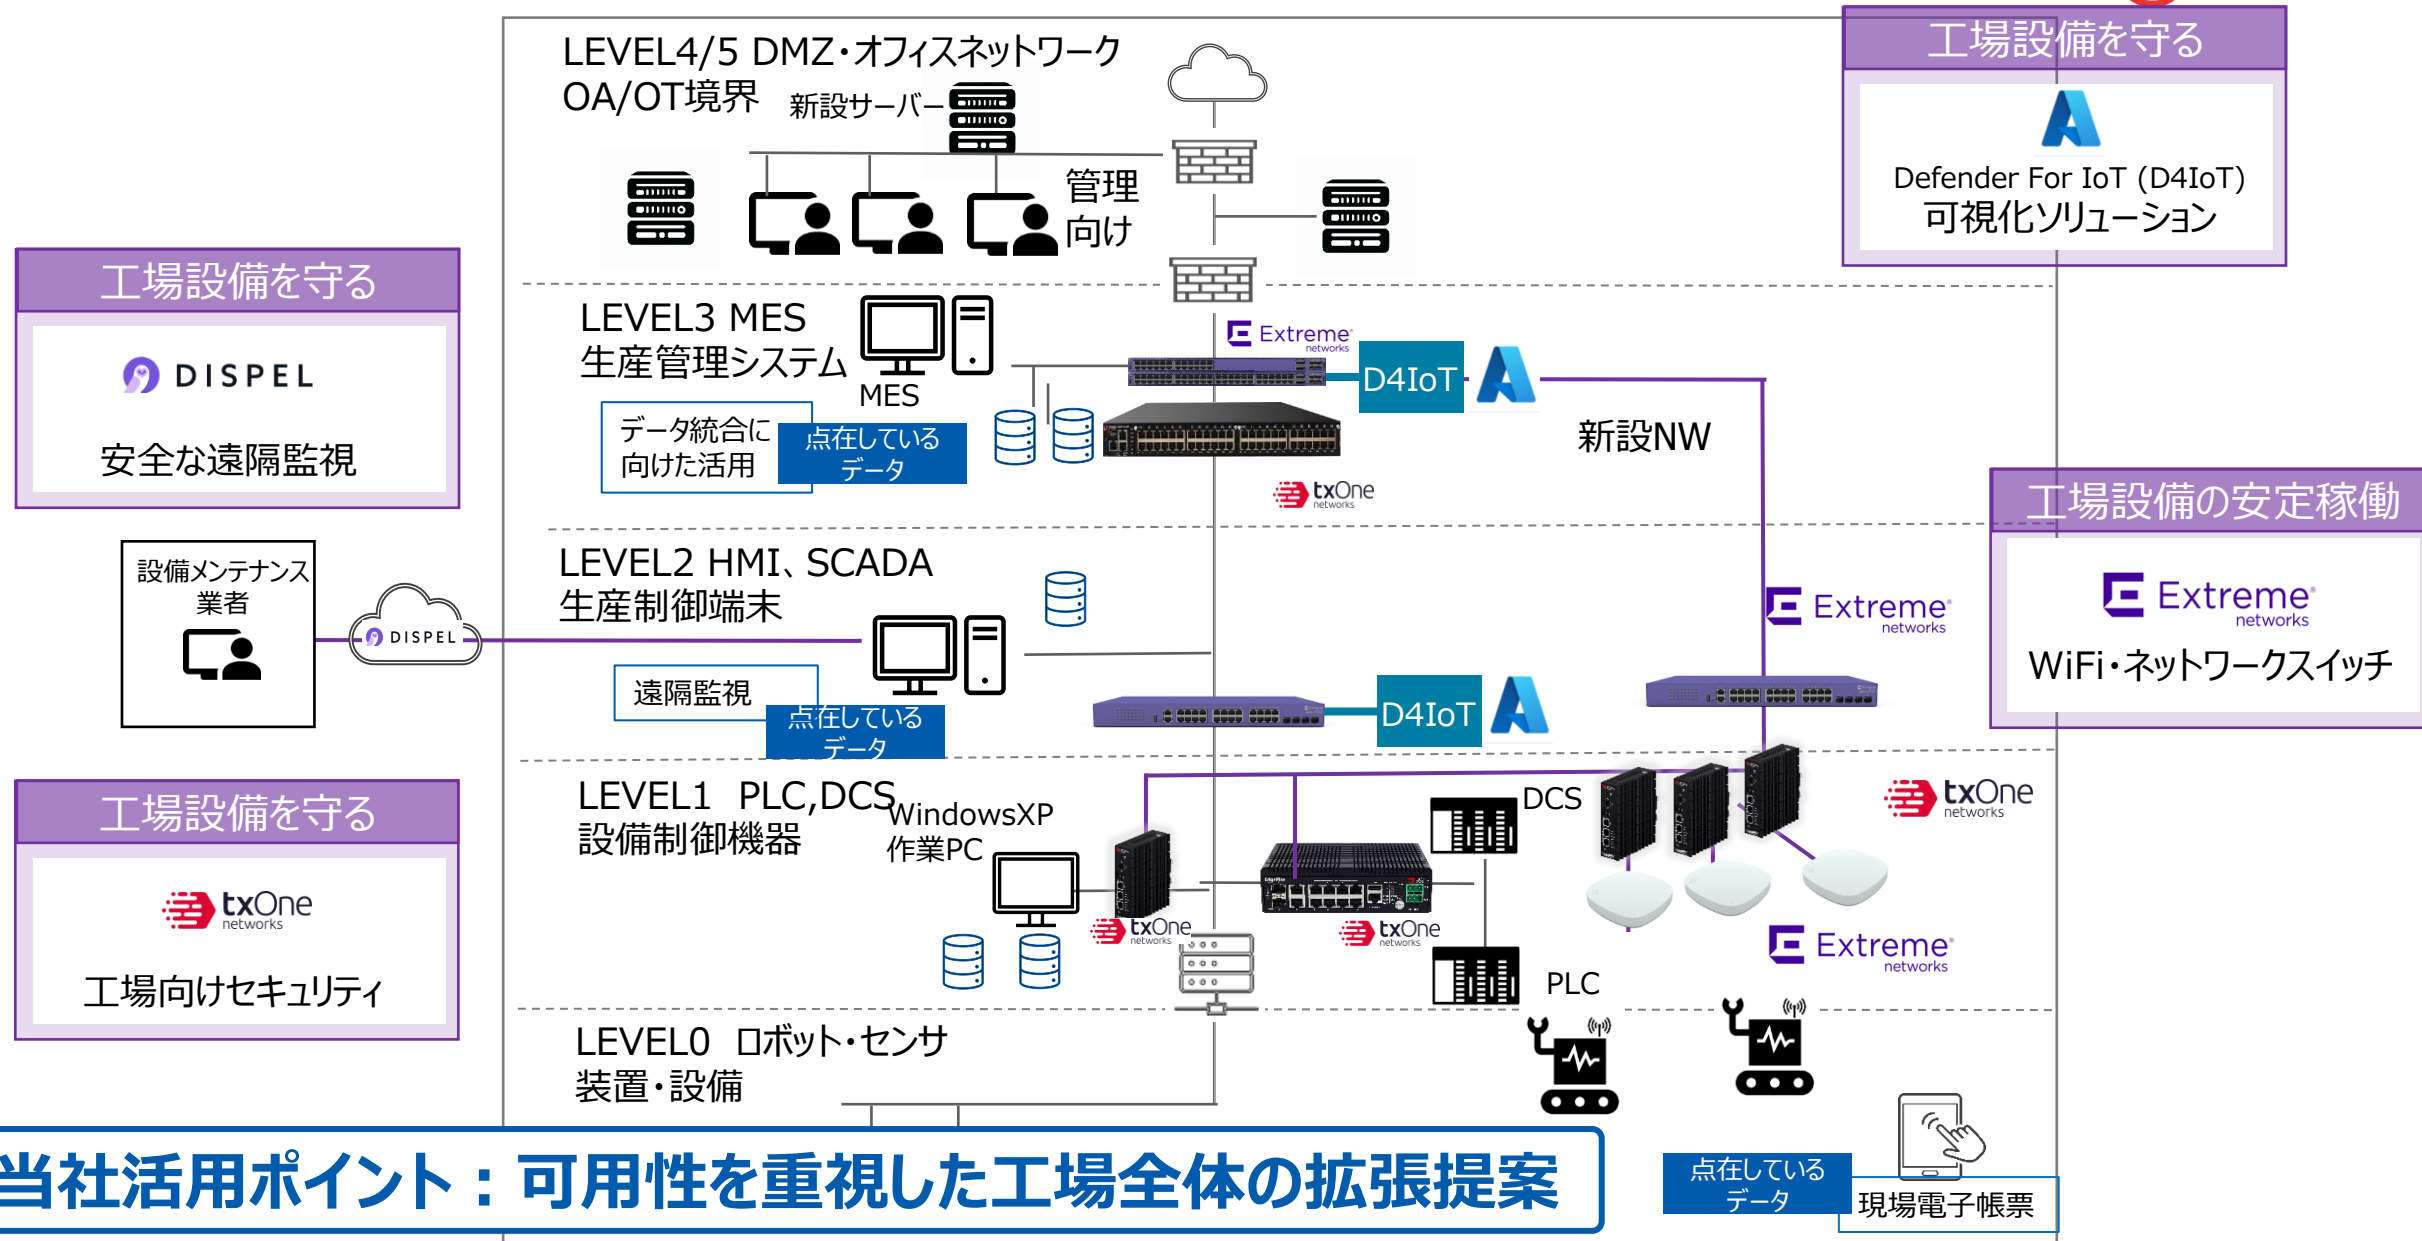 LEVEL4/5 DMZ・オフィスネットワーク
OA/OT境界
新設サーバー
管理
向け
工場設備を守る
Defender For IoT (D4IoT)
可視化ソリューション
工場設備を守る
DISPEL
安全な遠隔監視
LEVEL3 MES
生産管理システム
MES
データ統合に
向けた活用
点在している
データ
Extreme
networks
D4IoT
新設NW
txOne
networks
工場設備の安定稼働
Extreme
networks
WiFi・ネットワークスイッチ
設備メンテナンス
業者
DISPEL
LEVEL2 HMI、SCADA
生産制御端末
遠隔監視
点在している
データ
D4IoT
Extreme
networks
工場設備を守る
txOne
networks
工場向けセキュリティ
LEVEL1 PLC,DCS
設備制御機器
WindowsXP
作業PC
txOne
networks
txOne
networks
DCS
PLC
txOne
networks
Extreme
networks
LEVEL0 ロボット・センサ
装置・設備
当社活用ポイント：可用性を重視した工場全体の拡張提案
点在している
データ
現場電子帳票